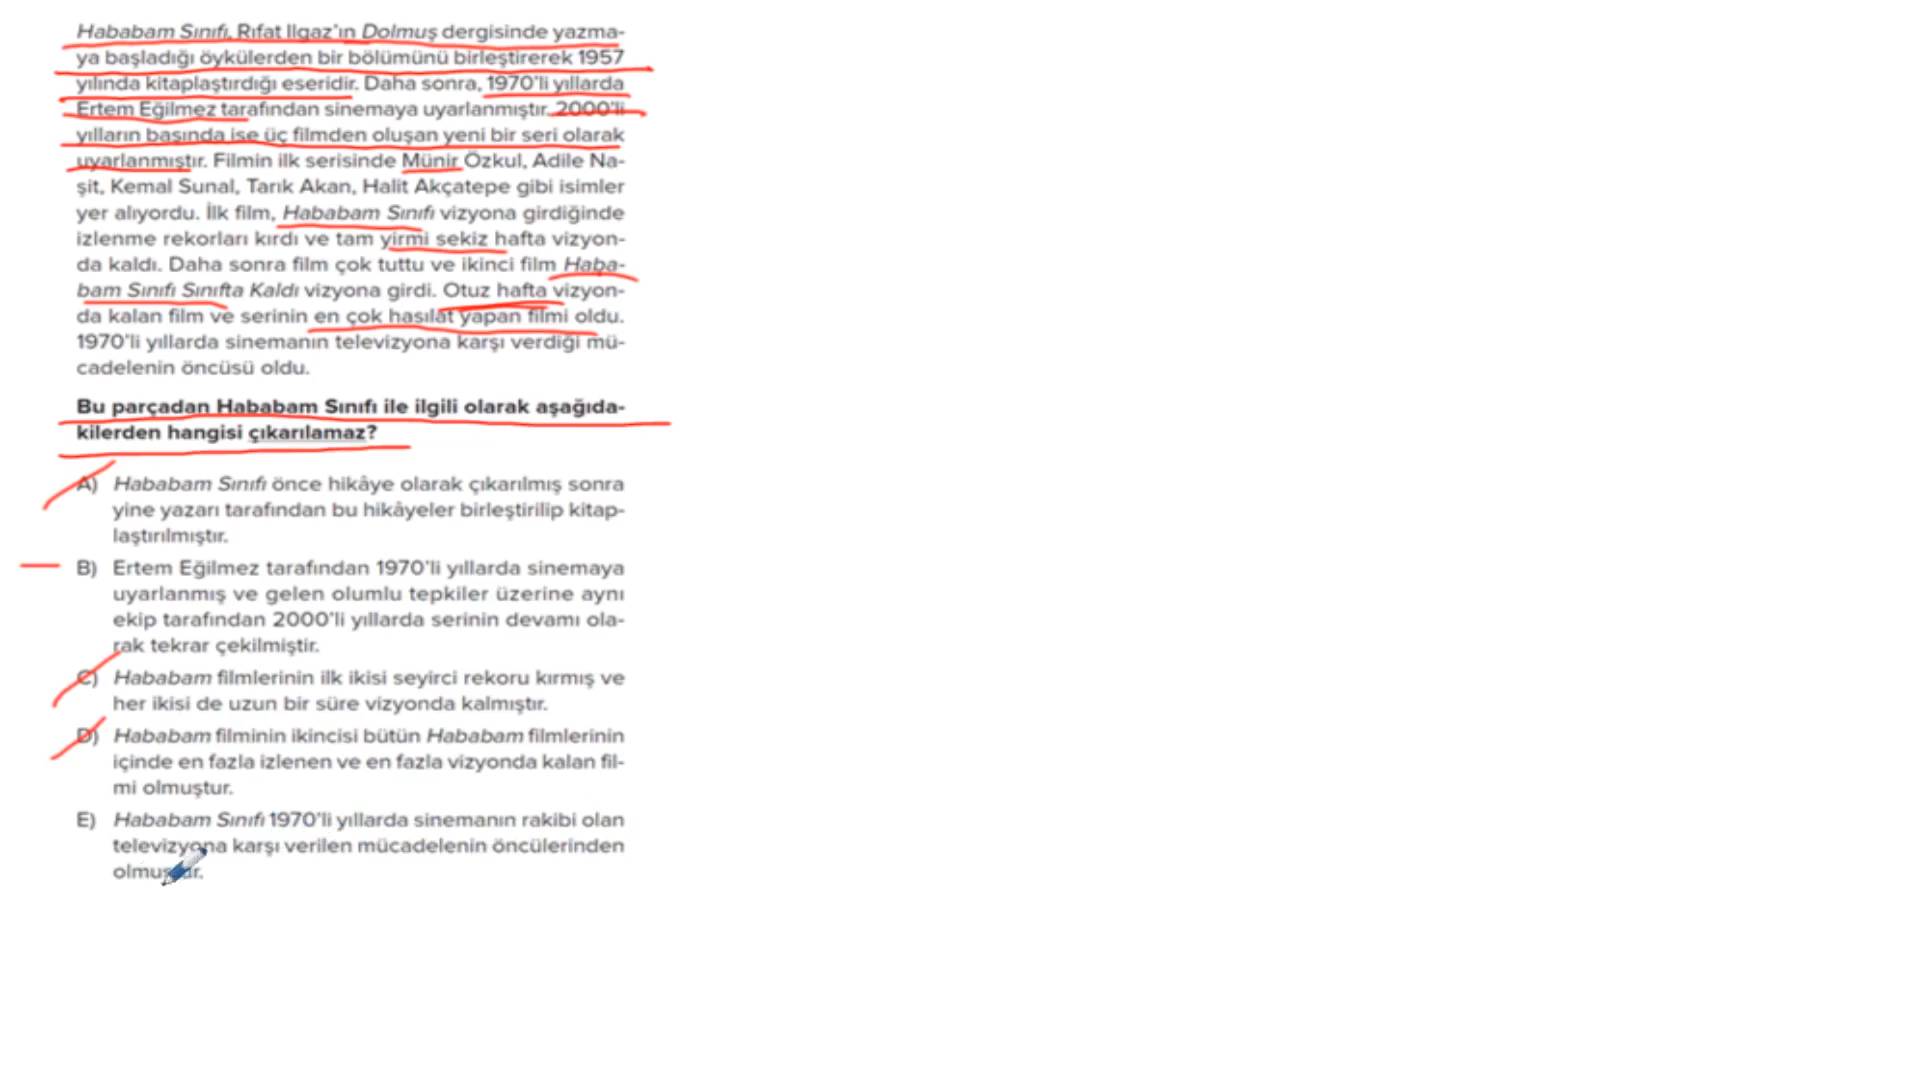 Hababam Sınıfı, Rıfat Ilgaz'ın Dolmuş dergisinde yazma-
ya başladığı öykülerden bir bölümünü birleştirerek 1957
yılında kitaplaştırdığı eseridir. Daha sonra, 1970'li yıllarda
Ertem Eğilmez tarafından sinemaya uyarlanmıştır. 2000'li
yılların başında ise üç filmden oluşan yeni bir seri olarak
uyarlanmıştır. Filmin ilk serisinde Münir Özkul, Adile Na-
şit, Kemal Sunal, Tarık Akan, Halit Akçatepe gibi isimler
yer alıyordu. İlk film, Hababam Sınıfı vizyona girdiğinde
izlenme rekorları kırdı ve tam yirmi sekiz hafta vizyon-
da kaldı. Daha sonra film çok tuttu ve ikinci film Haba-
bam Sınıfı Sınıfta Kaldı vizyona girdi. Otuz hafta vizyon-
da kalan film ve serinin en çok hasılat yapan filmi oldu.
1970'li yıllarda sinemanın televizyona karşı verdiği mü-
cadelenin öncüsü oldu.
Bu parçadan Hababam Sınıfı ile ilgili olarak aşağıda-
kilerden hangisi çıkarılamaz?
A) Hababam Sınıfı önce hikâye olarak çıkarılmış sonra
yine yazarı tarafından bu hikâyeler birleştirilip kitap-
laştırılmıştır.
B) Ertem Eğilmez tarafından 1970'li yıllarda sinemaya
uyarlanmış ve gelen olumlu tepkiler üzerine aynı
ekip tarafından 2000'li yıllarda serinin devamı ola-
rak tekrar çekilmiştir.
C) Hababam filmlerinin ilk ikisi seyirci rekoru kırmış ve
her ikisi de uzun bir süre vizyonda kalmıştır.
D) Hababam filminin ikincisi bütün Hababam filmlerinin
içinde en fazla izlenen ve en fazla vizyonda kalan fil-
mi olmuştur.
E) Hababam Sınıfı 1970'li yıllarda sinemanın rakibi olan
televizyona karşı verilen mücadelenin öncülerinden
olmuştur.